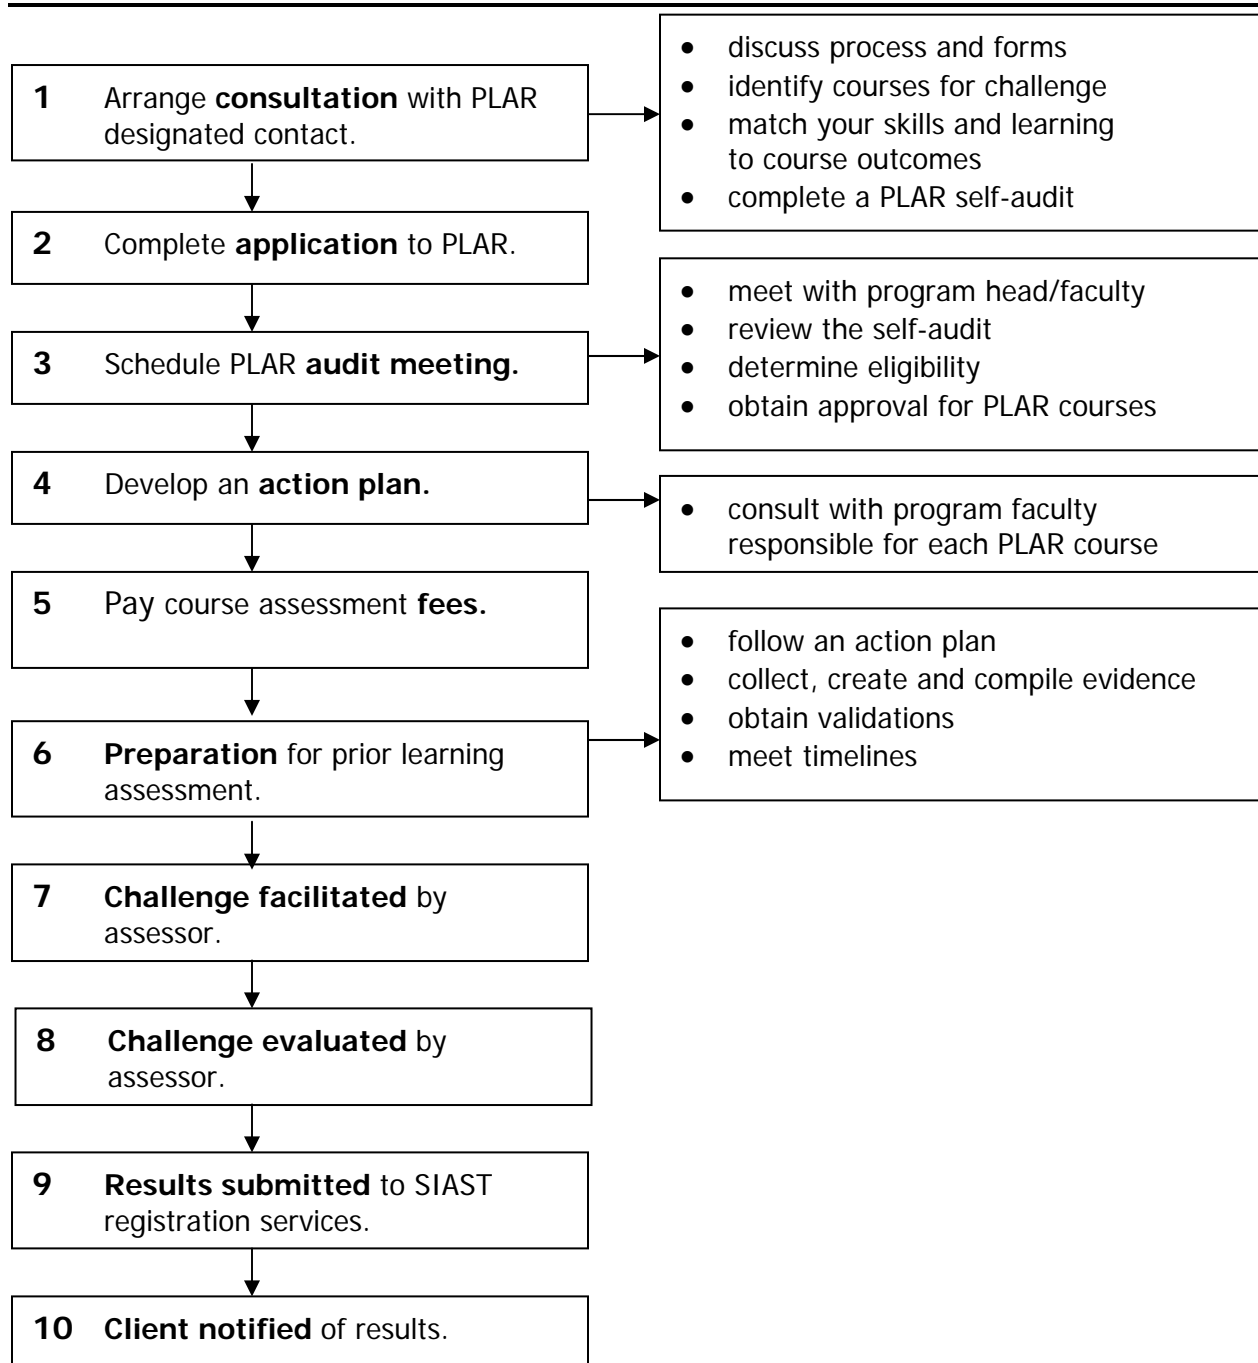 1 Arrange consultation with PLAR
designated contact.
• discuss process and forms
• identify courses for challenge
• match your skills and learning
to course outcomes
• complete a PLAR self-audit
2 Complete application to PLAR.
3 Schedule PLAR audit meeting.
• meet with program head/faculty
• review the self-audit
• determine eligibility
• obtain approval for PLAR courses
4 Develop an action plan.
• consult with program faculty
responsible for each PLAR course
5 Pay course assessment fees.
6 Preparation for prior learning
assessment.
• follow an action plan
• collect, create and compile evidence
• obtain validations
• meet timelines
7 Challenge facilitated by
assessor.
8 Challenge evaluated by
assessor.
9 Results submitted to SIAST
registration services.
10 Client notified of results.